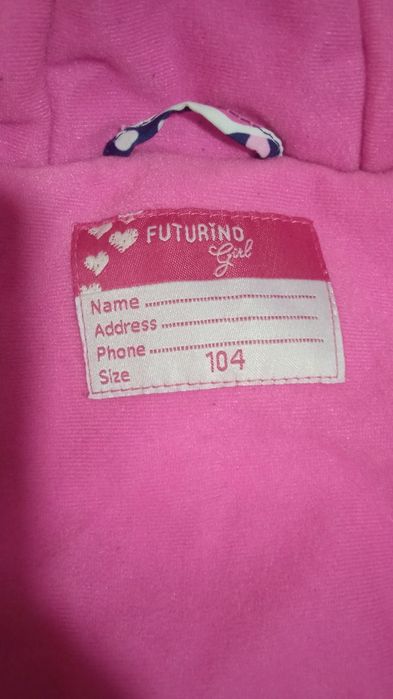 FUTURINO
Girl
Name
Address
Phone
Size 104